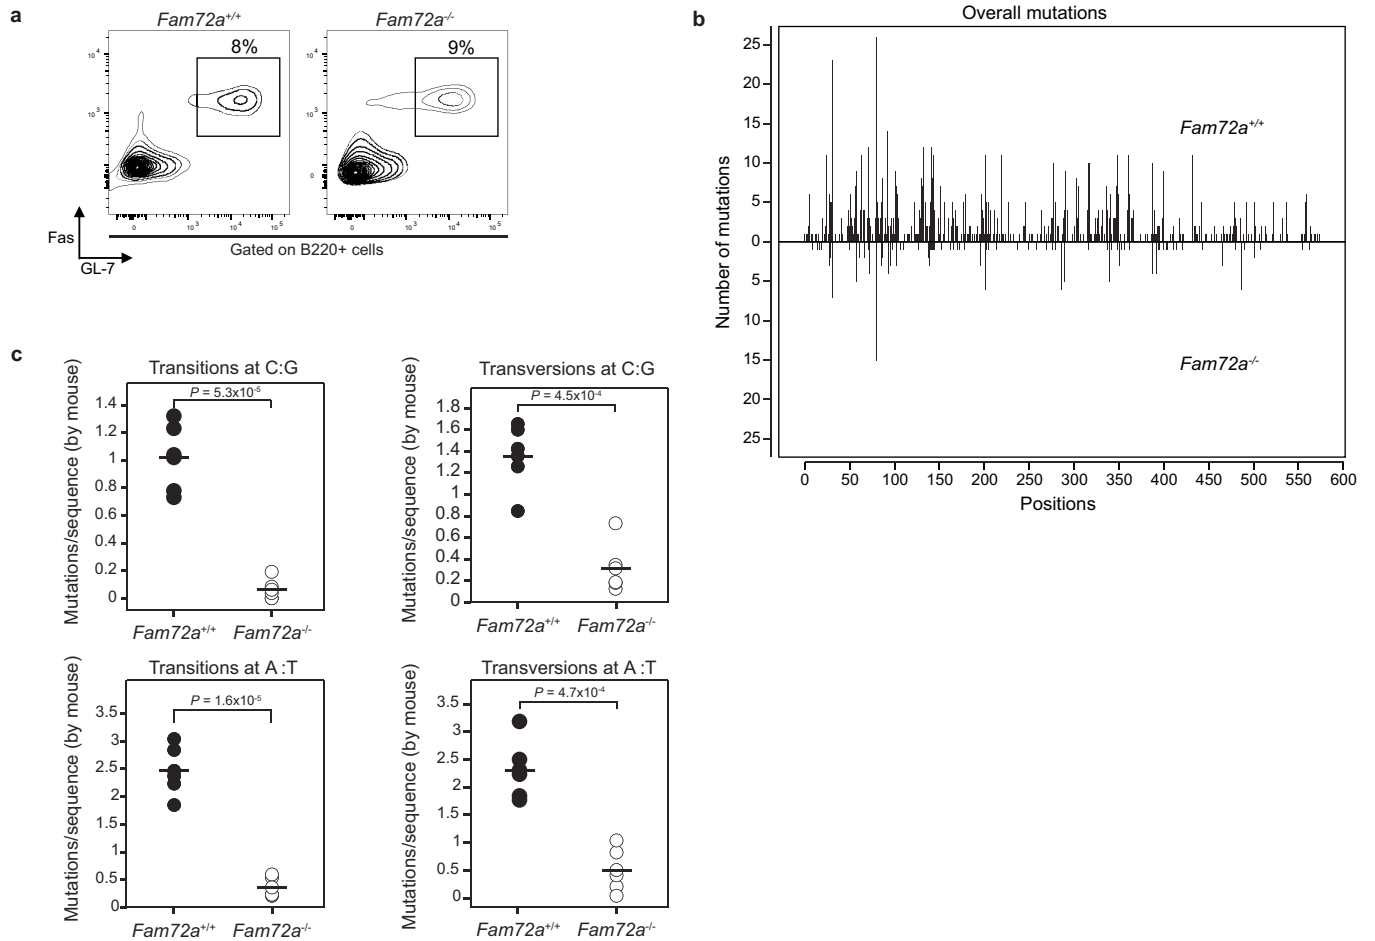 a
Fam72a+/+
Fam72a-/-
8%
9%
10 4
10 3
0
10 3
10 4
10 5
10 4
10 3
0
0
10 3
10 4
10 5
Fas
GL-7
Gated on B220+ cells
b
Overall mutations
Number of mutations
25
20
15
10
5
0
5
10
15
20
25
Fam72a+/+
Fam72a-/-
0 50 100 150 200 250 300 350 400 450 500 550 600
Positions
c
Transitions at C:G
P = 5.3x10-5
Mutations/sequence (by mouse)
1.4
1.2
1
0.8
0.6
0.4
0.2
0
Fam72a+/+ Fam72a-/-
Transversions at C:G
P = 4.5x10-4
Mutations/sequence (by mouse)
1.8
1.6
1.4
1.2
1
0.8
0.6
0.4
0.2
0
Fam72a+/+ Fam72a-/-
Transitions at A :T
P = 1.6x10-5
Mutations/sequence (by mouse)
3.5
3
2.5
2
1.5
1
0.5
0
Fam72a+/+ Fam72a-/-
Transversions at A :T
P = 4.7x10-4
Mutations/sequence (by mouse)
3.5
3
2.5
2
1.5
1
0.5
0
Fam72a+/+ Fam72a-/-